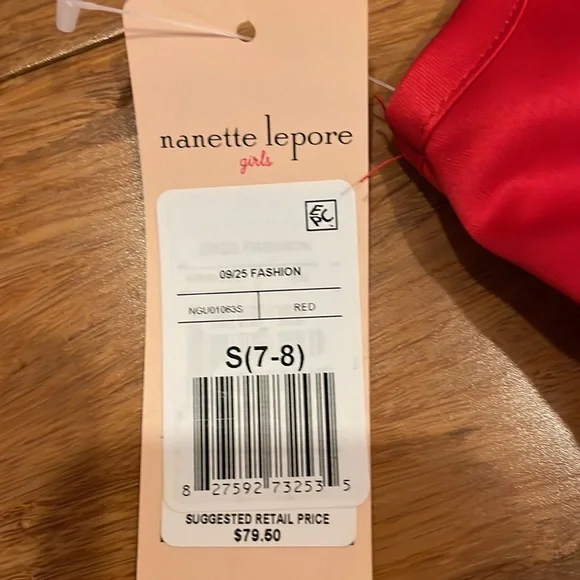 nanette lepore
girls
EPC
09/25 FASHION
NGU01063S RED
S(7-8)
8 27592 73253 5
SUGGESTED RETAIL PRICE
$79.50